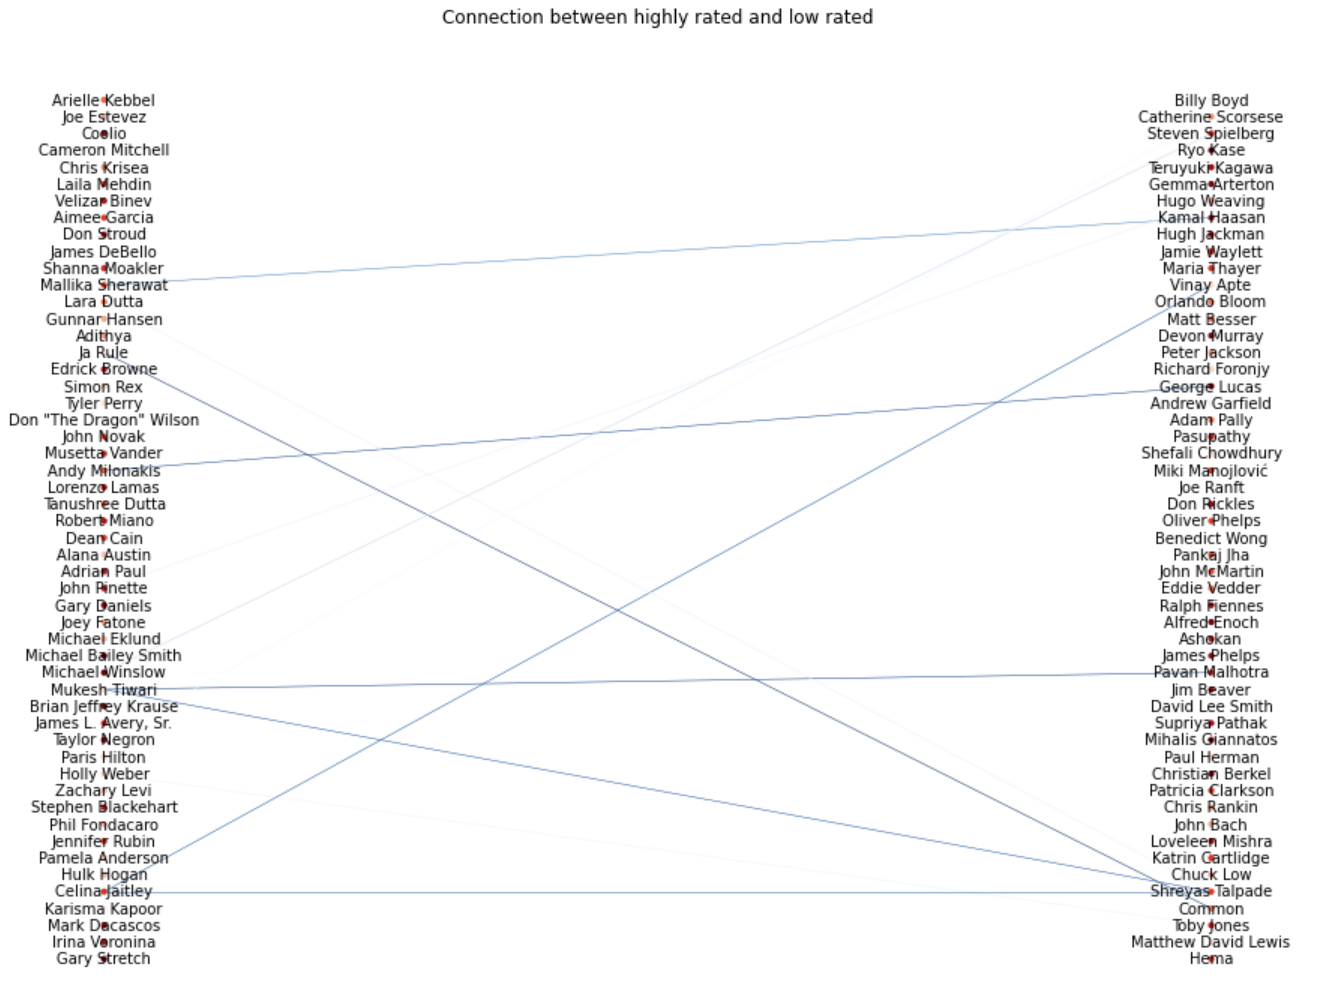 Connection between highly rated and low rated
Arielle Kebbel
Joe Estevez
Coolio
Cameron Mitchell
Chris Krisea
Laila Mehdin
Velizar Binev
Aimee Garcia
Don Stroud
James DeBello
Shanna Moakler
Mallika Sherawat
Lara Dutta
Gunnar Hansen
Adithya
Ja Rule
Edrick Browne
Simon Rex
Tyler Perry
Don "The Dragon" Wilson
John Novak
Musetta Vander
Andy Milonakis
Lorenzo Lamas
Tanushree Dutta
Robert Miano
Dean Cain
Alana Austin
Adrian Paul
John Pinette
Gary Daniels
Joey Fatone
Michael Eklund
Michael Bailey Smith
Michael Winslow
Mukesh Tiwari
Brian Jeffrey Krause
James L. Avery, Sr.
Taylor Negron
Paris Hilton
Holly Weber
Zachary Levi
Stephen Blackehart
Phil Fondacaro
Jennifer Rubin
Pamela Anderson
Hulk Hogan
Celina Jaitley
Karisma Kapoor
Mark Dacascos
Irina Voronina
Gary Stretch
Billy Boyd
Catherine Scorsese
Steven Spielberg
Ryo Kase
Teruyuki Kagawa
Gemma Arterton
Hugo Weaving
Kamal Haasan
Hugh Jackman
Jamie Waylett
Maria Thayer
Vinay Apte
Orlando Bloom
Matt Besser
Devon Murray
Peter Jackson
Richard Foronjy
George Lucas
Andrew Garfield
Adam Pally
Pasupathy
Shefali Chowdhury
Miki Manojlović
Joe Ranft
Don Rickles
Oliver Phelps
Benedict Wong
Pankaj Jha
John McMartin
Eddie Vedder
Ralph Fiennes
Alfred Enoch
Ashokan
James Phelps
Pavan Malhotra
Jim Beaver
David Lee Smith
Supriya Pathak
Mihalis Giannatos
Paul Herman
Christian Berkel
Patricia Clarkson
Chris Rankin
John Bach
Loveleen Mishra
Katrin Cartlidge
Chuck Low
Shreyas Talpade
Common
Toby Jones
Matthew David Lewis
Hema